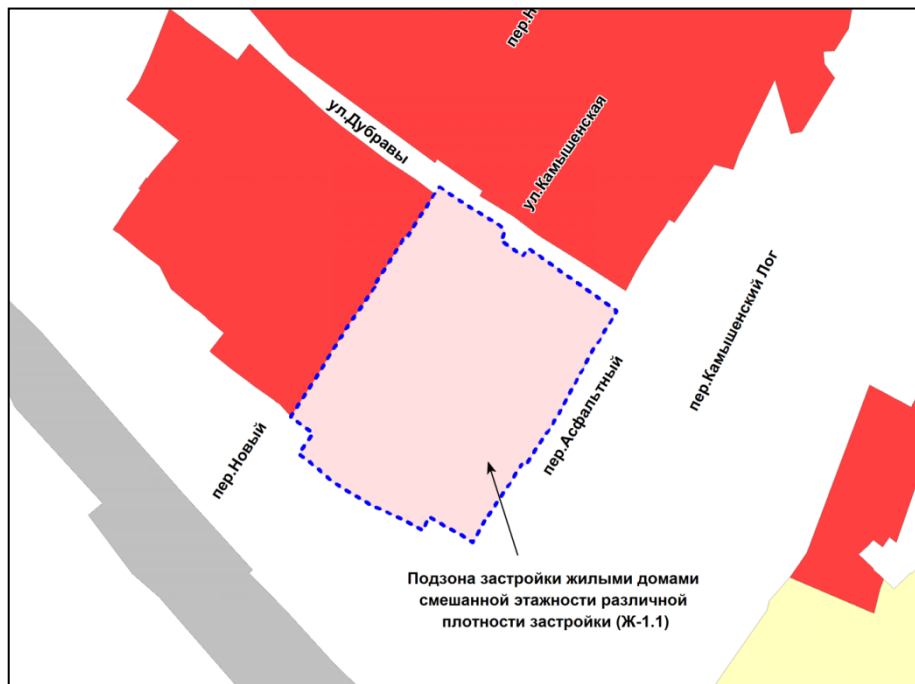 пер.Н
ул.Дубравы
ул.Камышенская
пер.Камышенский Лог
пер.Асфальтный
пер.Новый
Подзона застройки жилыми домами
смешанной этажности различной
плотности застройки (Ж-1.1)